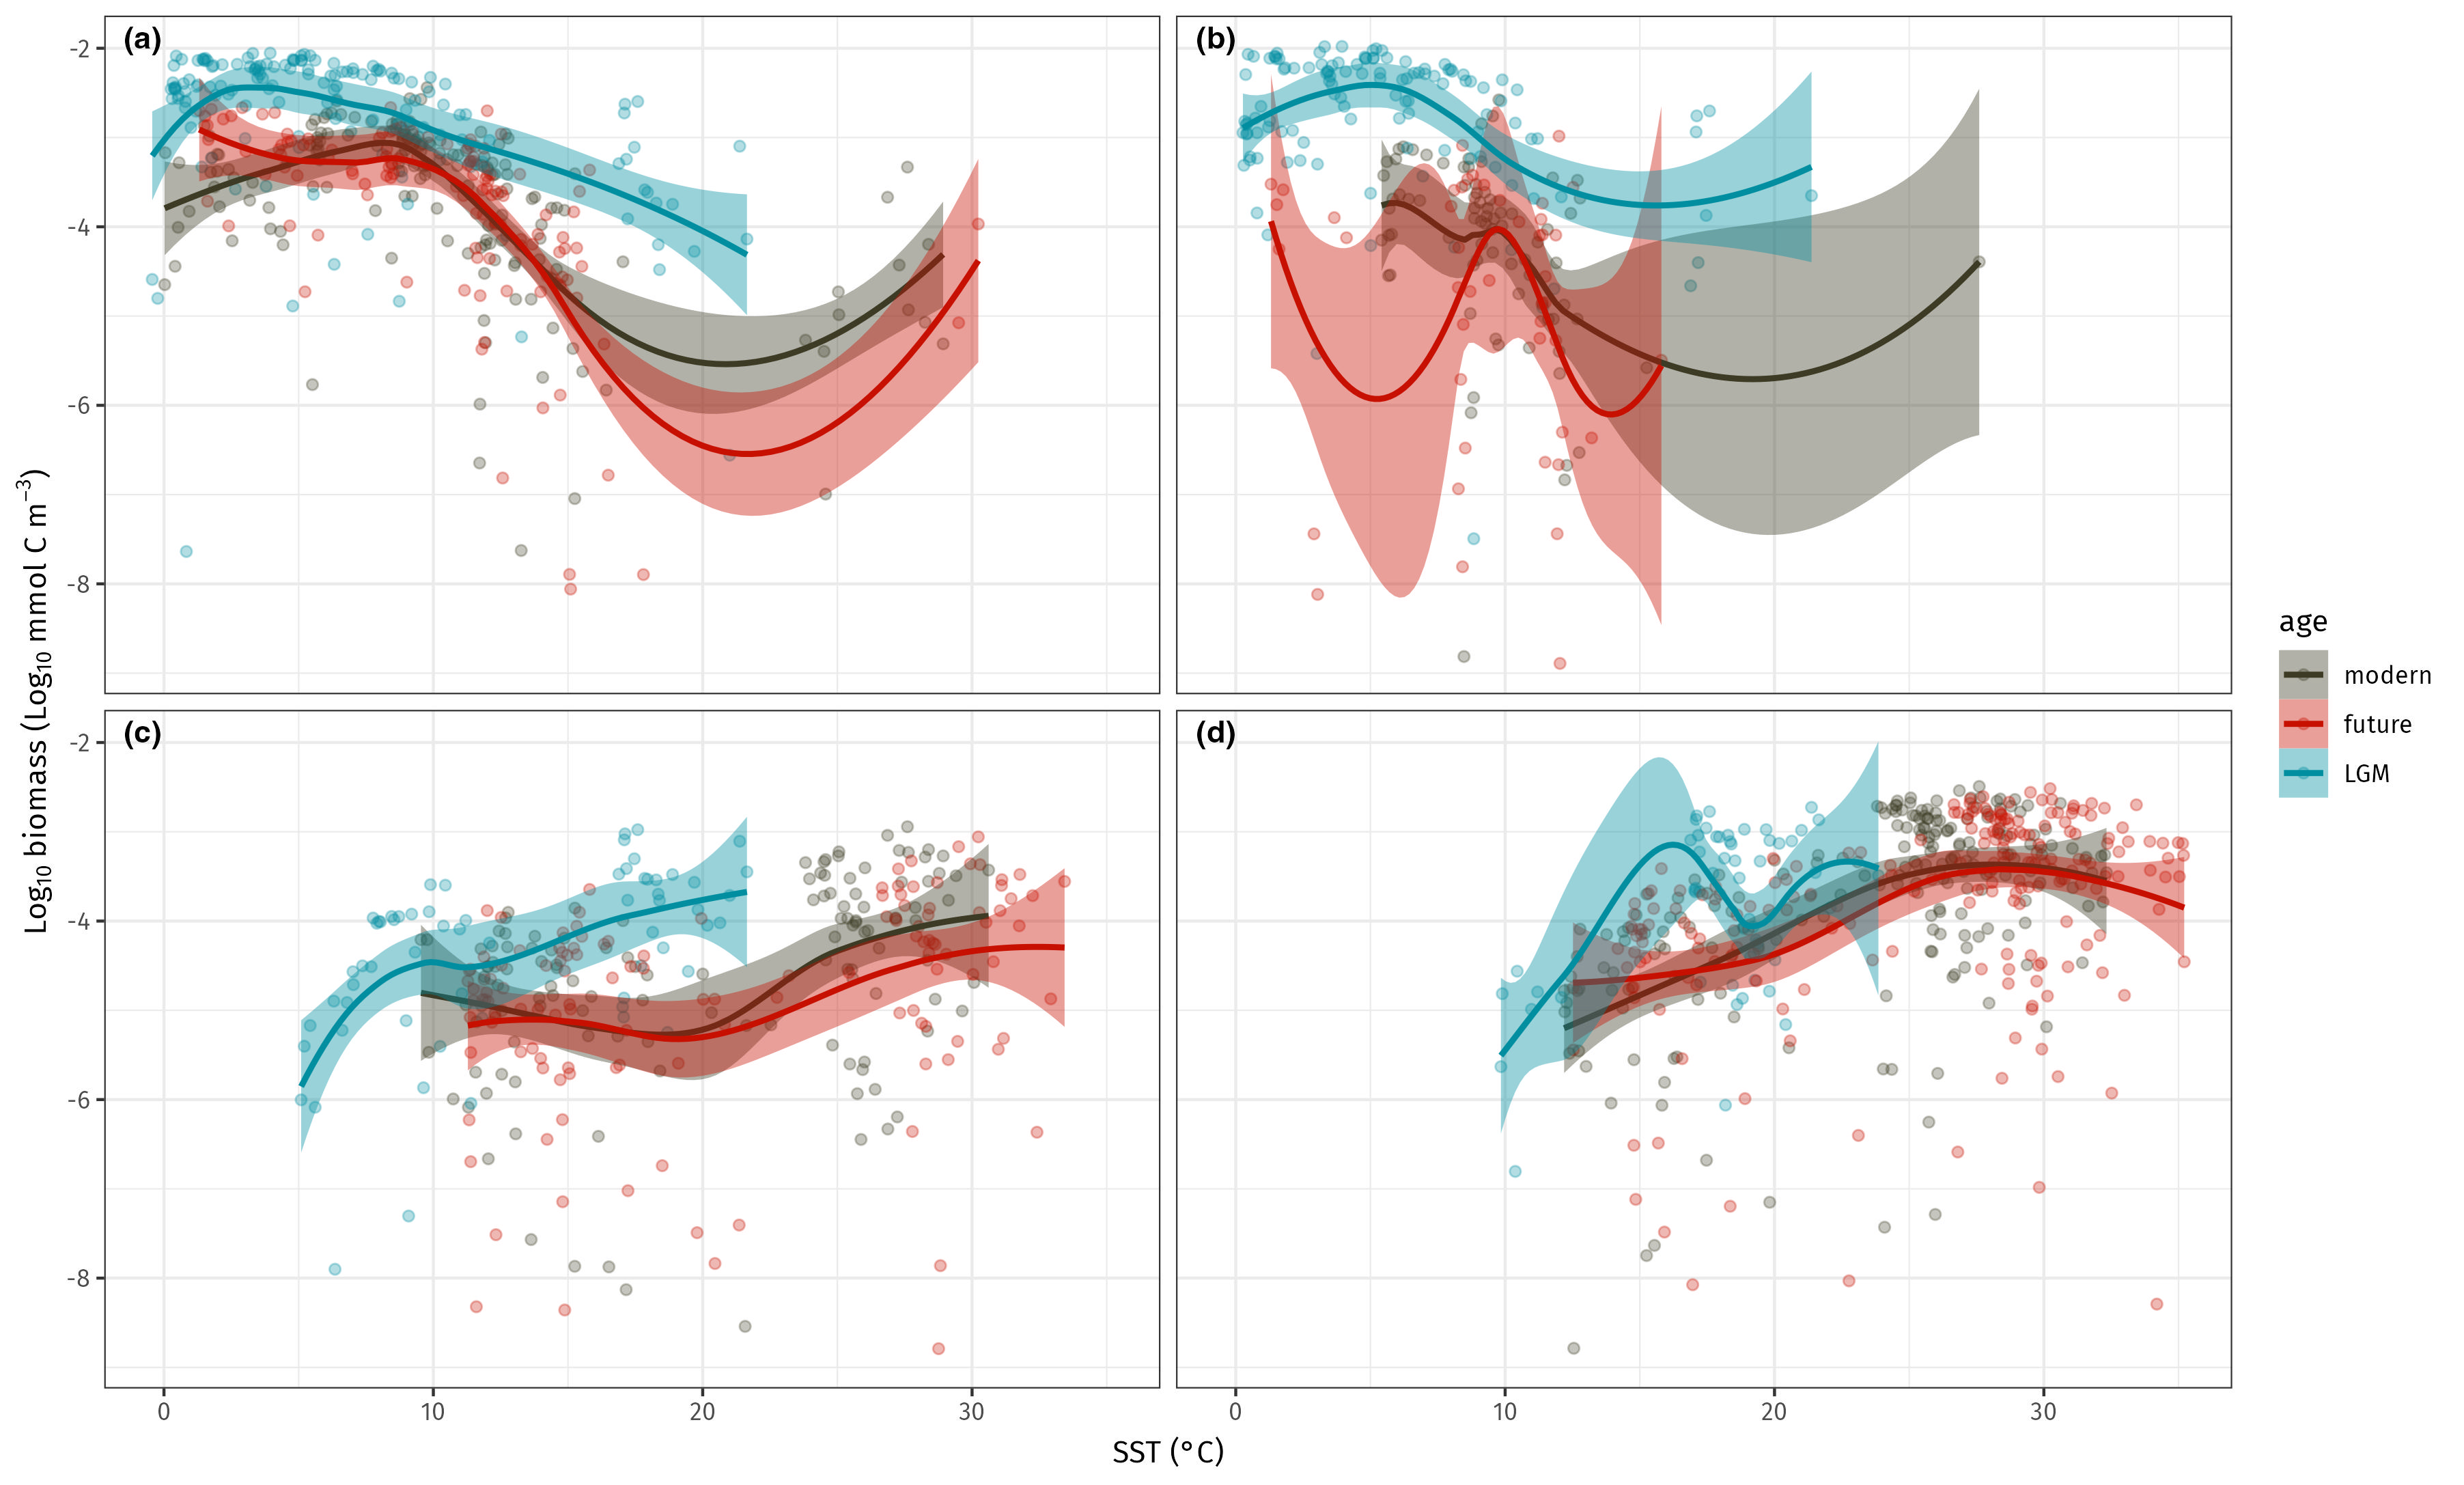 (a)
(b)
-2
-4
-6
-8
(c)
(d)
-2
-4
-6
-8
0
10
20
30
0
10
20
30
SST (°C)
Log₁₀ biomass (Log₁₀ mmol C m⁻³)
age
modern
future
LGM